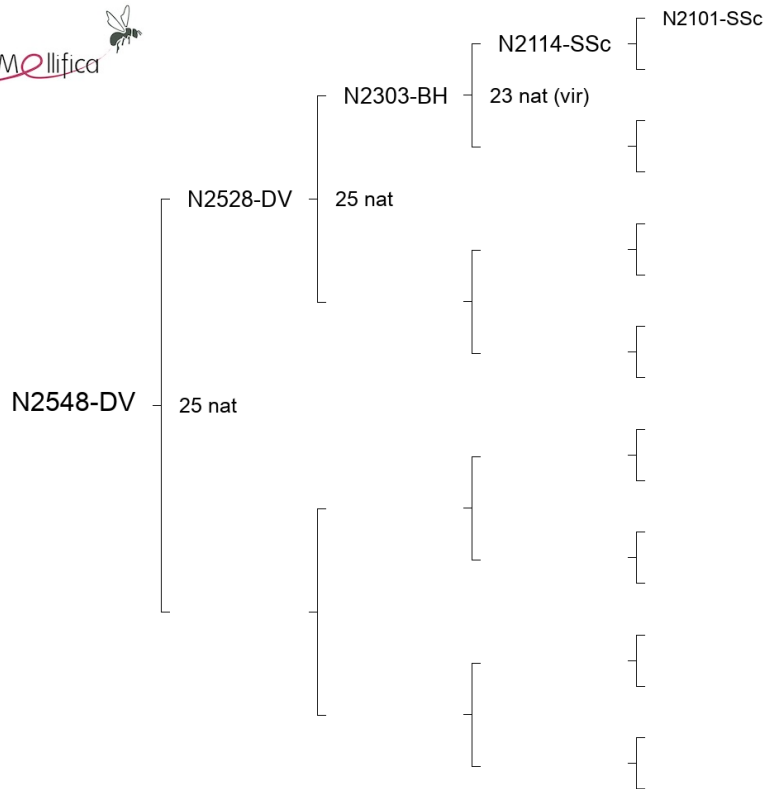 N2101-SSc
N2114-SSc
Mellifica
N2303-BH
23 nat (vir)
N2528-DV
25 nat
N2548-DV
25 nat